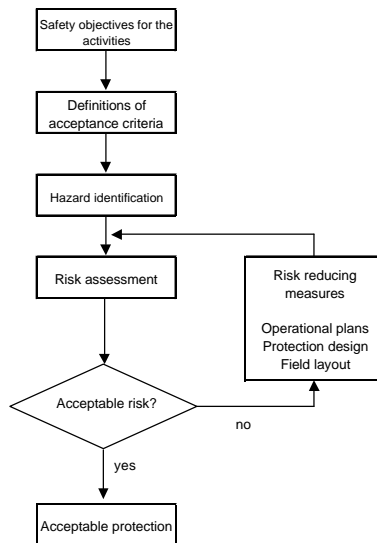 Safety objectives for the
activities
Definitions of
acceptance criteria
Hazard identification
Risk assessment
Risk reducing
measures
Operational plans
Protection design
Field layout
Acceptable risk?
no
yes
Acceptable protection